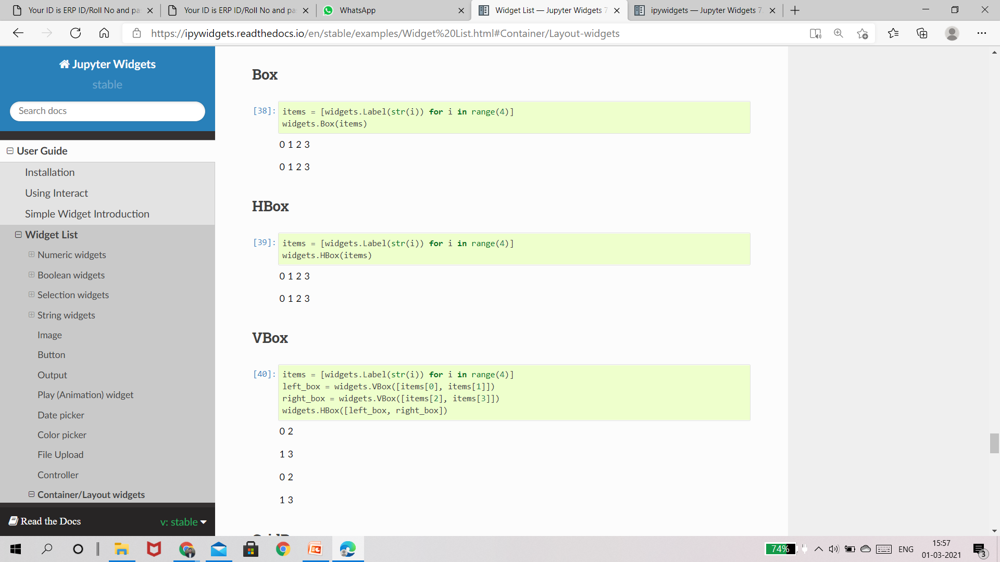 Your ID is ERP ID/Roll No and pa
Your ID is ERP ID/Roll No and pa
WhatsApp
Widget List — Jupyter Widgets 7
ipywidgets — Jupyter Widgets 7.
https://ipywidgets.readthedocs.io/en/stable/examples/Widget%20List.html#Container/Layout-widgets
Jupyter Widgets
stable
Search docs
User Guide
Installation
Using Interact
Simple Widget Introduction
Widget List
Numeric widgets
Boolean widgets
Selection widgets
String widgets
Image
Button
Output
Play (Animation) widget
Date picker
Color picker
File Upload
Controller
Container/Layout widgets
Read the Docs
v: stable
Box
[38]:
items = [widgets.Label(str(i)) for i in range(4)]
widgets.Box(items)
0 1 2 3
0 1 2 3
HBox
[39]:
items = [widgets.Label(str(i)) for i in range(4)]
widgets.HBox(items)
0 1 2 3
0 1 2 3
VBox
[40]:
items = [widgets.Label(str(i)) for i in range(4)]
left_box = widgets.VBox([items[0], items[1]])
right_box = widgets.VBox([items[2], items[3]])
widgets.HBox([left_box, right_box])
0 2
1 3
0 2
1 3
74%
ENG
15:57
01-03-2021
3